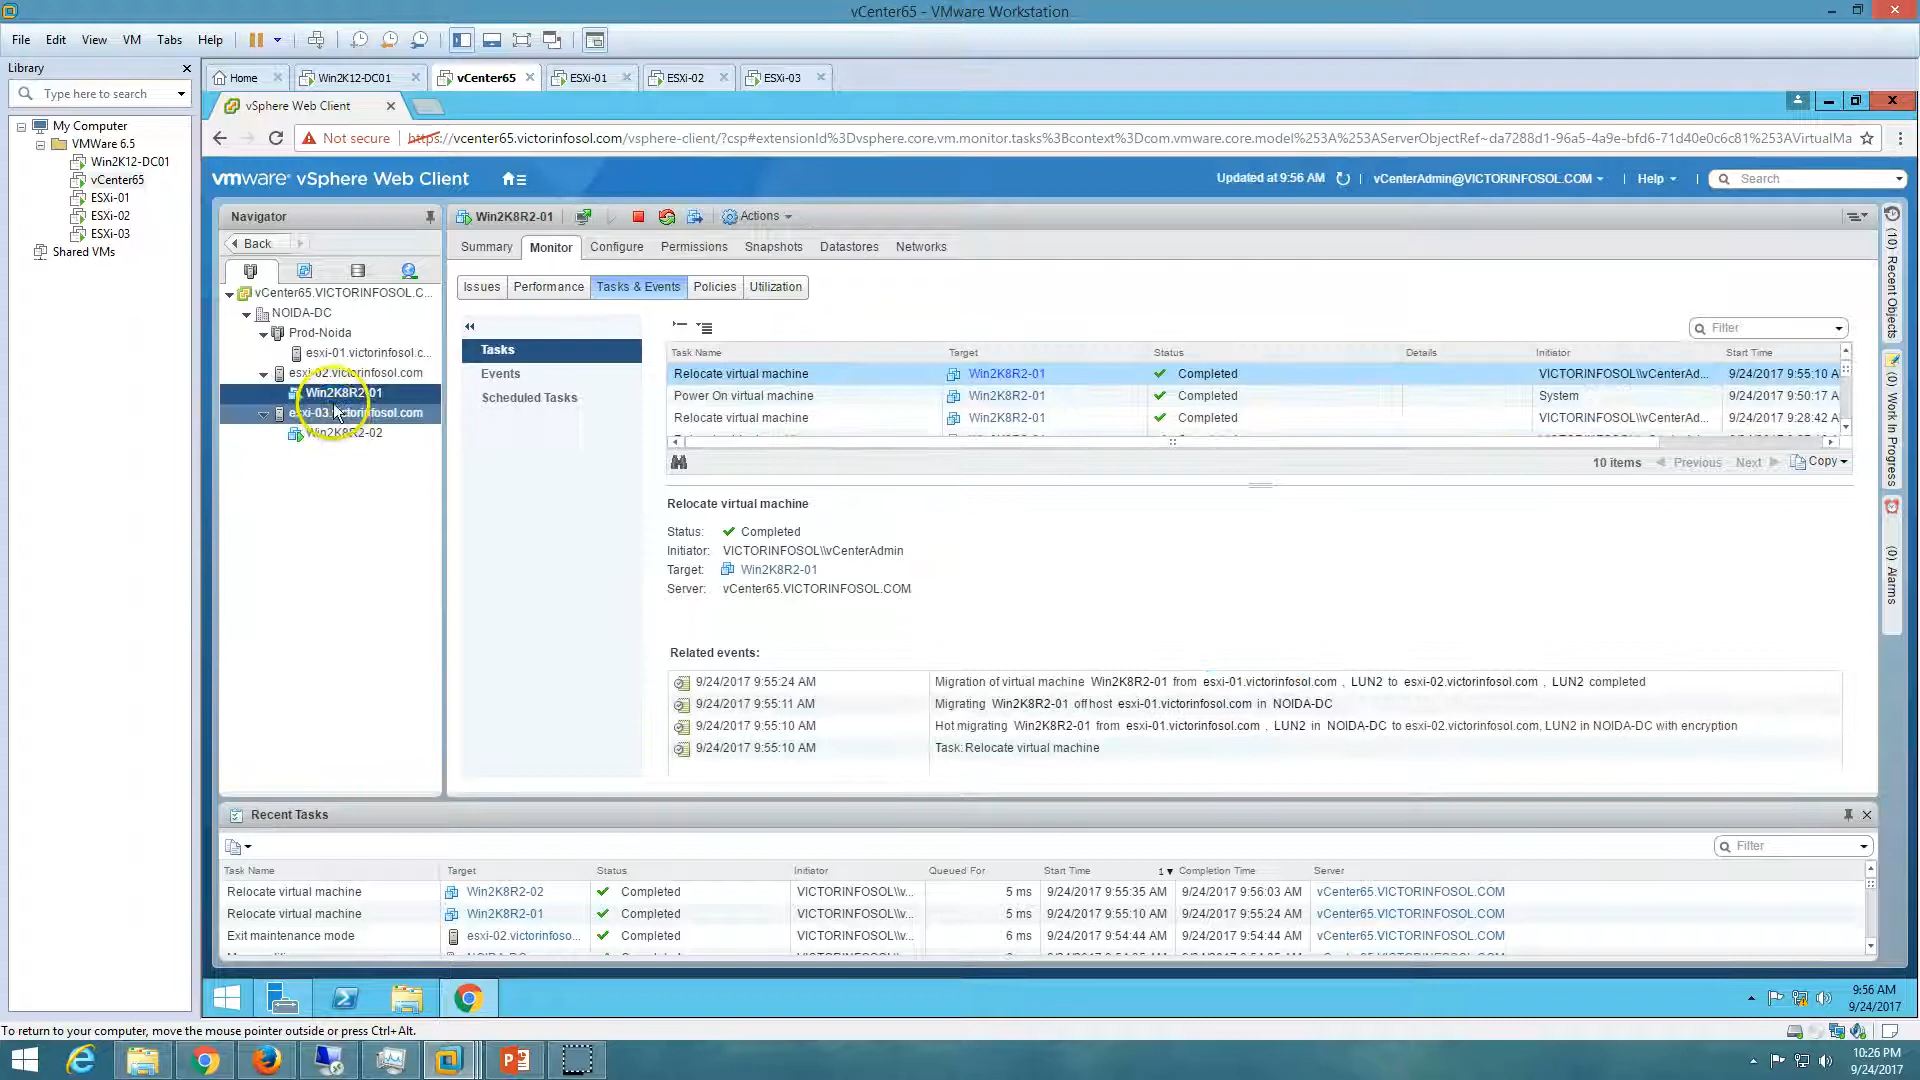 vCenter65 - VMware Workstation
File Edit View VM Tabs Help
Library
Type here to search
My Computer
VMWare 6.5
Win2K12-DC01
vCenter65
ESXi-01
ESXi-02
ESXi-03
Shared VMs
Home Win2K12-DC01 vCenter65 ESXi-01 ESXi-02 ESXi-03
vSphere Web Client
Not secure https://vcenter65.victorinfosol.com/vsphere-client/?csp#extensionId%3Dvsphere.core.vm.monitor.tasks%3Bcontext%3Dcom.vmware.core.model%253A%253AServerObjectRef~da7288d1-96a5-4a9e-bfd6-71d40e0c6c81%253AVirtualMa
vmware® vSphere Web Client Updated at 9:56 AM vCenterAdmin@VICTORINFOSOL.COM Help Search
Navigator
Back
vCenter65.VICTORINFOSOL.C...
NOIDA-DC
Prod-Noida
esxi-01.victorinfosol.c...
esxi-02.victorinfosol.com
Win2K8R2-01
esxi-03.victorinfosol.com
Win2K8R2-02
Win2K8R2-01 Actions
Summary Monitor Configure Permissions Snapshots Datastores Networks
Issues Performance Tasks & Events Policies Utilization
Tasks
Events
Scheduled Tasks
Filter
Task Name Target Status Details Initiator Start Time
Relocate virtual machine Win2K8R2-01 Completed VICTORINFOSOL\\vCenterAd... 9/24/2017 9:55:10 A
Power On virtual machine Win2K8R2-01 Completed System 9/24/2017 9:50:17 A
Relocate virtual machine Win2K8R2-01 Completed VICTORINFOSOL\\vCenterAd... 9/24/2017 9:28:42 A
10 items Previous Next Copy
Relocate virtual machine
Status: Completed
Initiator: VICTORINFOSOL\\vCenterAdmin
Target: Win2K8R2-01
Server: vCenter65.VICTORINFOSOL.COM
Related events:
9/24/2017 9:55:24 AM Migration of virtual machine Win2K8R2-01 from esxi-01.victorinfosol.com , LUN2 to esxi-02.victorinfosol.com , LUN2 completed
9/24/2017 9:55:11 AM Migrating Win2K8R2-01 off host esxi-01.victorinfosol.com in NOIDA-DC
9/24/2017 9:55:10 AM Hot migrating Win2K8R2-01 from esxi-01.victorinfosol.com , LUN2 in NOIDA-DC to esxi-02.victorinfosol.com, LUN2 in NOIDA-DC with encryption
9/24/2017 9:55:10 AM Task: Relocate virtual machine
(10) Recent Objects
(0) Work In Progress
(0) Alarms
Recent Tasks
Filter
Task Name Target Status Initiator Queued For Start Time 1 Completion Time Server
Relocate virtual machine Win2K8R2-02 Completed VICTORINFOSOL\\v... 5 ms 9/24/2017 9:55:35 AM 9/24/2017 9:56:03 AM vCenter65.VICTORINFOSOL.COM
Relocate virtual machine Win2K8R2-01 Completed VICTORINFOSOL\\v... 5 ms 9/24/2017 9:55:10 AM 9/24/2017 9:55:24 AM vCenter65.VICTORINFOSOL.COM
Exit maintenance mode esxi-02.victorinfoso... Completed VICTORINFOSOL\\v... 6 ms 9/24/2017 9:54:44 AM 9/24/2017 9:54:44 AM vCenter65.VICTORINFOSOL.COM
9:56 AM
9/24/2017
To return to your computer, move the mouse pointer outside or press Ctrl+Alt.
10:26 PM
9/24/2017